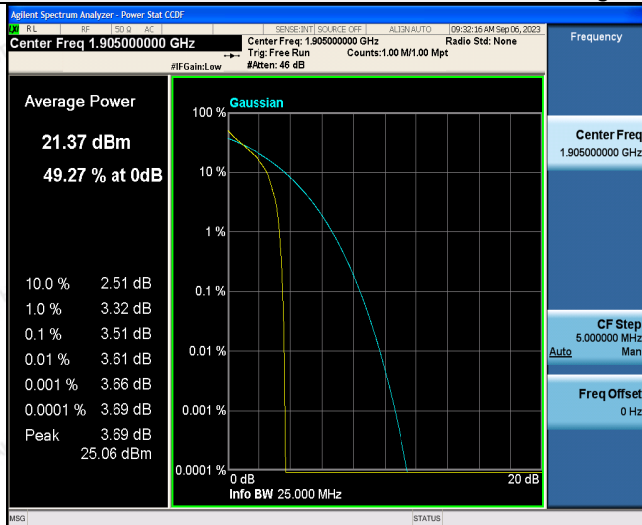 Agilent Spectrum Analyzer - Power Stat CCDF
RL RF 50 Ω AC SENSE:INT SOURCE OFF ALIGN AUTO 09:32:16 AM Sep 06, 2023
Center Freq 1.905000000 GHz
Center Freq: 1.905000000 GHz Radio Std: None
Trig: Free Run Counts:1.00 M/1.00 Mpt
#IFGain:Low #Atten: 46 dB
Frequency
Average Power
21.37 dBm
49.27 % at 0dB
10.0 % 2.51 dB
1.0 % 3.32 dB
0.1 % 3.51 dB
0.01 % 3.61 dB
0.001 % 3.66 dB
0.0001 % 3.69 dB
Peak 3.69 dB
25.06 dBm
Gaussian
100 %
10 %
1 %
0.1 %
0.01 %
0.001 %
0.0001 %
0 dB 20 dB
Info BW 25.000 MHz
Center Freq
1.905000000 GHz
CF Step
5.000000 MHz
Auto Man
Freq Offset
0 Hz
MSG STATUS